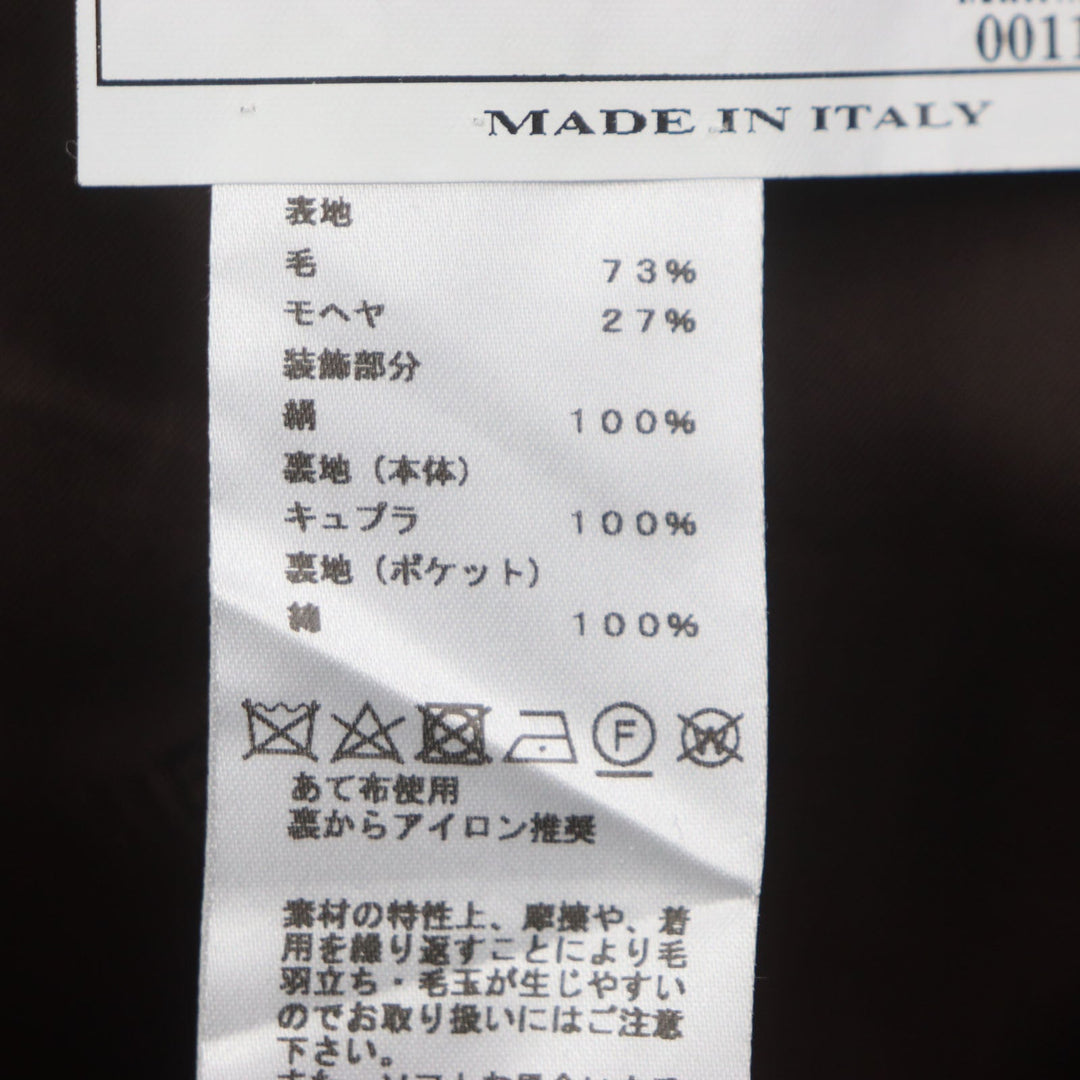 0011
MADE IN ITALY
表地
毛 73%
モヘヤ 27%
装飾部分
絹 100%
裏地(本体)
キュプラ 100%
裏地(ポケット)
綿 100%
F W
あて布使用
裏からアイロン推奨
素材の特性上、摩擦や、着
用を繰り返すことにより毛
羽立ち・毛玉が生じやすい
のでお取り扱いにはご注意
下さい。